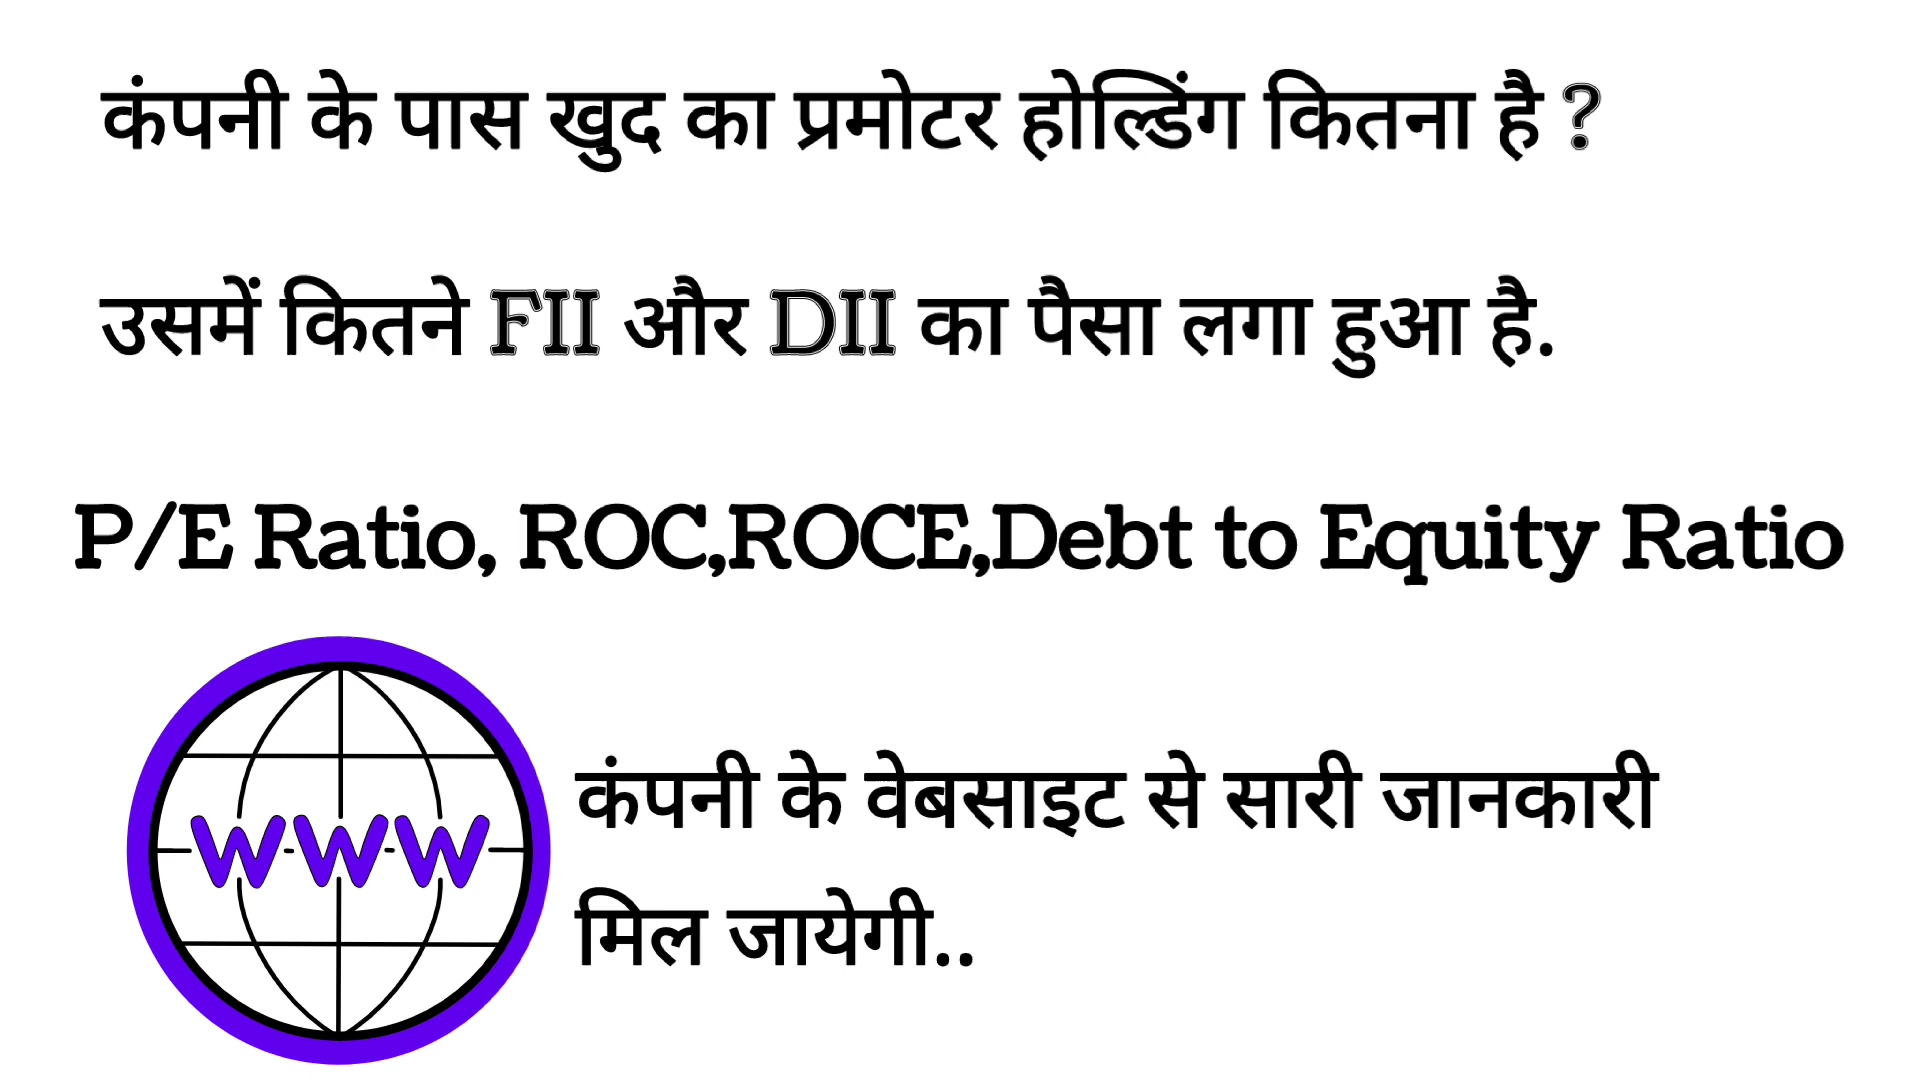 कंपनी के पास खुद का प्रमोटर होल्डिंग कितना है ?
उसमें कितने FII और DII का पैसा लगा हुआ है.
P/E Ratio, ROC,ROCE,Debt to Equity Ratio
www
कंपनी के वेबसाइट से सारी जानकारी
मिल जायेगी..